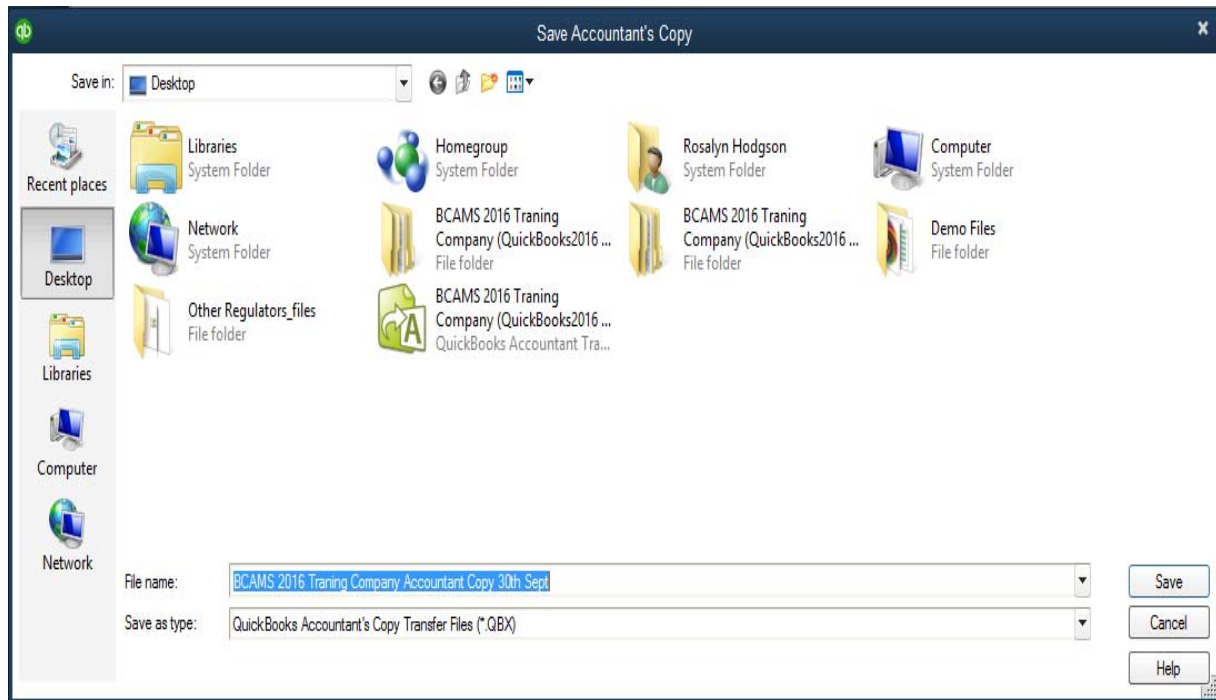 qb
Save Accountant's Copy
Save in:
Desktop
Recent places
Desktop
Libraries
Computer
Network
Libraries
System Folder
Homegroup
System Folder
Rosalyn Hodgson
System Folder
Computer
System Folder
Network
System Folder
BCAMS 2016 Traning
Company (QuickBooks2016 ...
File folder
BCAMS 2016 Traning
Company (QuickBooks2016 ...
File folder
Demo Files
File folder
Other Regulators_files
File folder
A
BCAMS 2016 Traning
Company (QuickBooks2016 ...
QuickBooks Accountant Tra...
File name:
BCAMS 2016 Traning Company Accountant Copy 30th Sept
Save
Save as type:
QuickBooks Accountant's Copy Transfer Files (*.QBX)
Cancel
Help